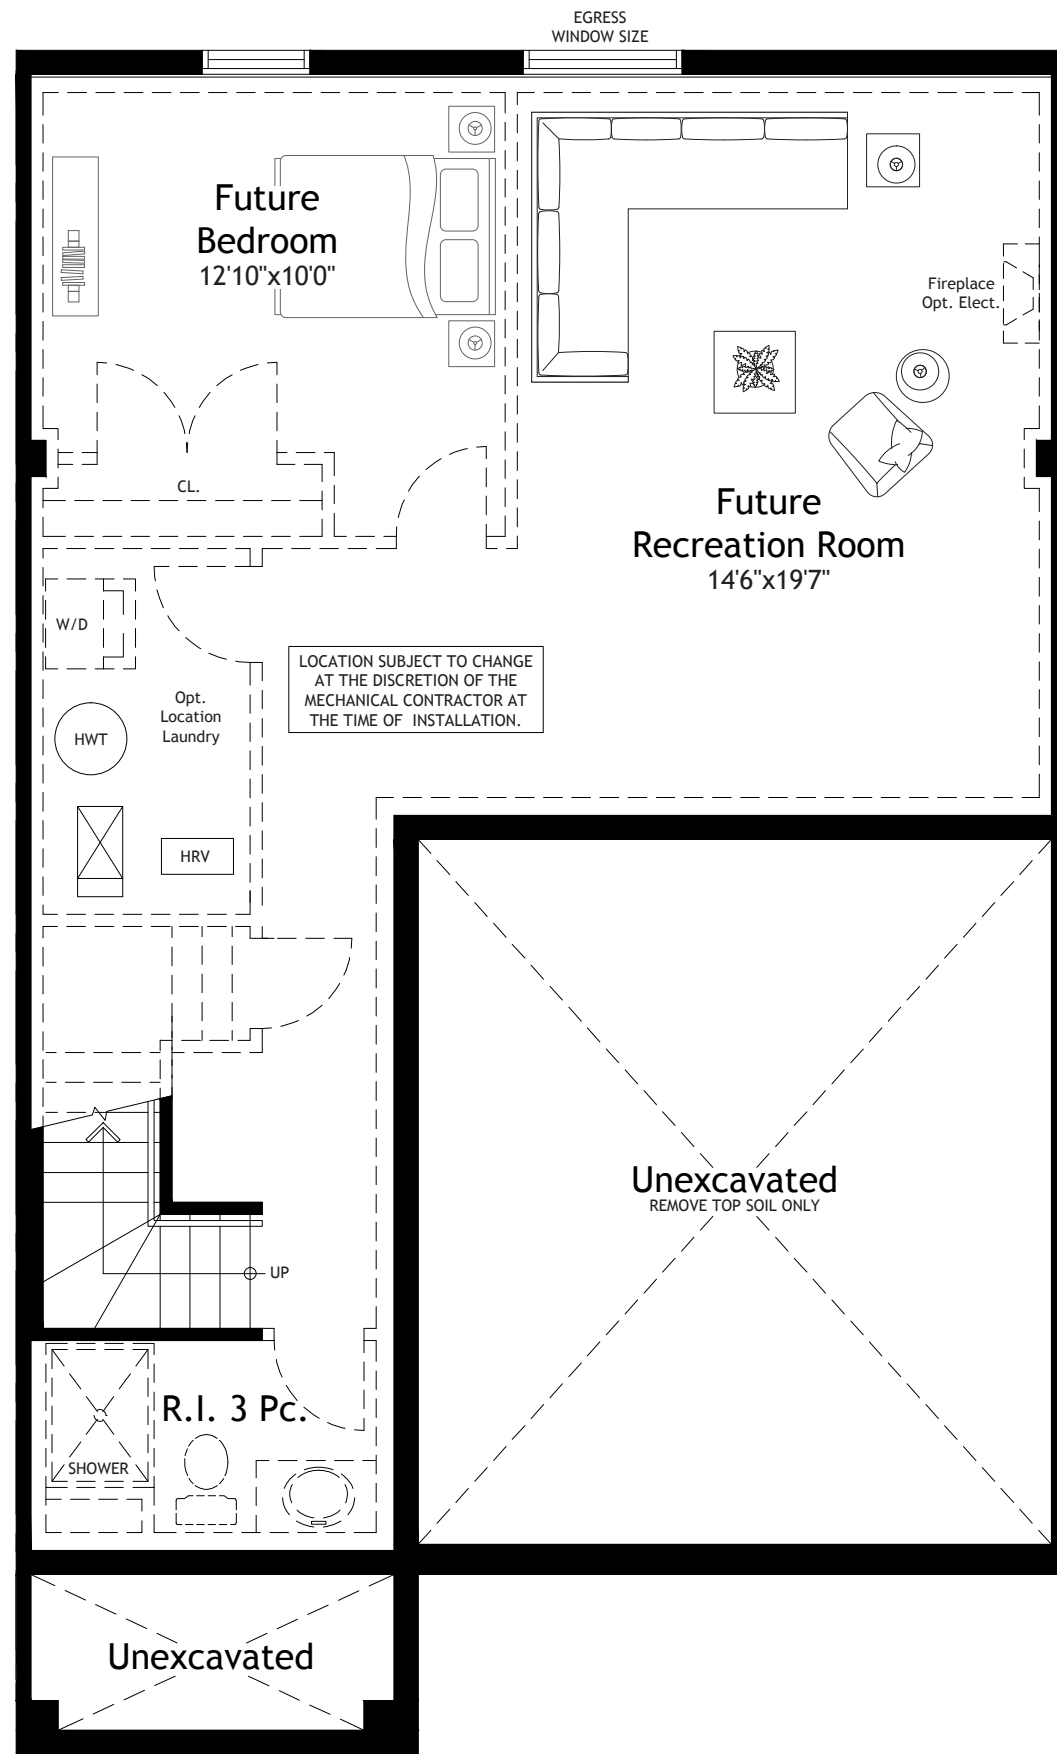 EGRESS
WINDOW SIZE
Future
Bedroom
12'10"x10'0"
Fireplace
Opt. Elect.
CL.
Future
Recreation Room
14'6"x19'7"
W/D
LOCATION SUBJECT TO CHANGE
AT THE DISCRETION OF THE
MECHANICAL CONTRACTOR AT
THE TIME OF INSTALLATION.
Opt.
Location
Laundry
HWT
HRV
Unexcavated
REMOVE TOP SOIL ONLY
UP
R.I. 3 Pc.
SHOWER
Unexcavated